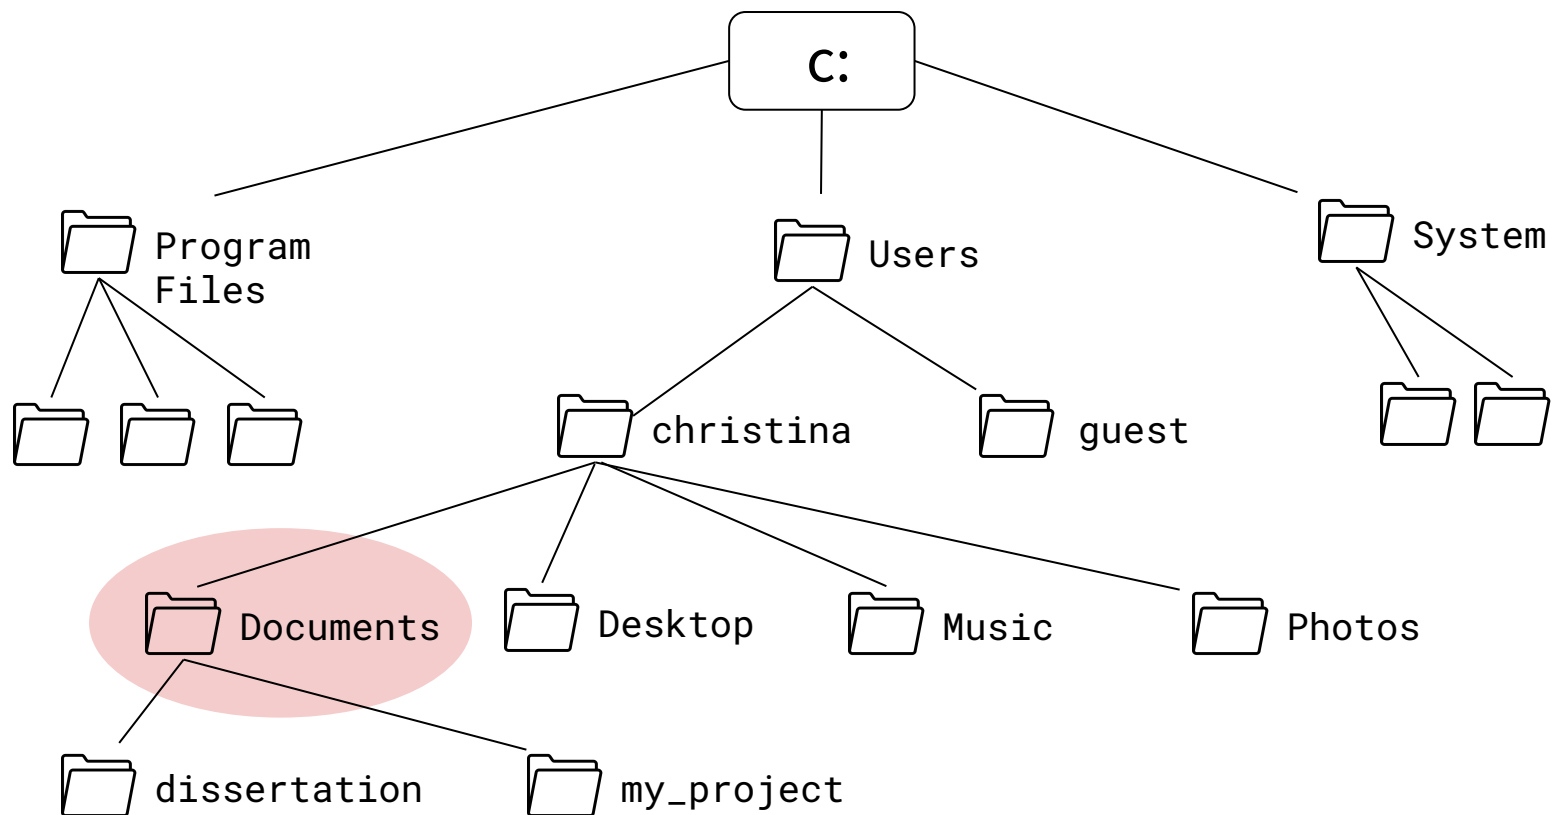 C:
Program
Files
Users
System
christina
guest
Documents
Desktop
Music
Photos
dissertation
my_project